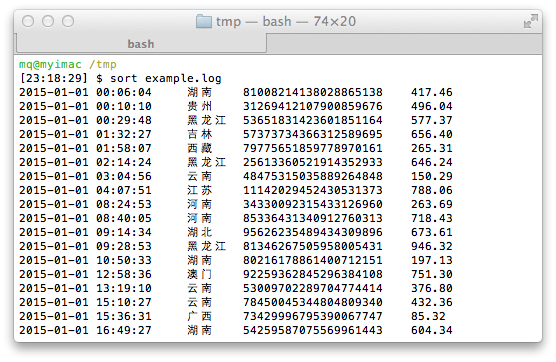 tmp — bash — 74×20
bash
mq@myimac /tmp
[23:18:29] $ sort example.log
2015-01-01 00:06:04 湖南 81008214138028865138 417.46
2015-01-01 00:10:10 贵州 31269412107900859676 496.04
2015-01-01 00:29:48 黑龙江 53651831423601851164 577.37
2015-01-01 01:32:27 吉林 57373734366312589695 656.40
2015-01-01 01:58:07 西藏 79775651859778970161 265.31
2015-01-01 02:14:24 黑龙江 25613360521914352933 646.24
2015-01-01 03:04:56 云南 48475315035889264848 150.29
2015-01-01 04:07:51 江苏 11142029452430531373 788.06
2015-01-01 08:24:53 河南 34330092315433126960 263.69
2015-01-01 08:40:05 河南 85336431340912760313 718.43
2015-01-01 09:14:34 湖北 95626235489434309896 673.61
2015-01-01 09:28:53 黑龙江 81346267505958005431 946.32
2015-01-01 10:50:33 湖南 80216178861400712151 197.13
2015-01-01 12:58:36 澳门 92259362845296384108 751.30
2015-01-01 13:19:10 云南 53009702289704774414 376.80
2015-01-01 15:10:27 云南 78450045344804809340 432.36
2015-01-01 15:36:31 广西 73429996795390067747 85.32
2015-01-01 16:49:27 湖南 54259587075569961443 604.34